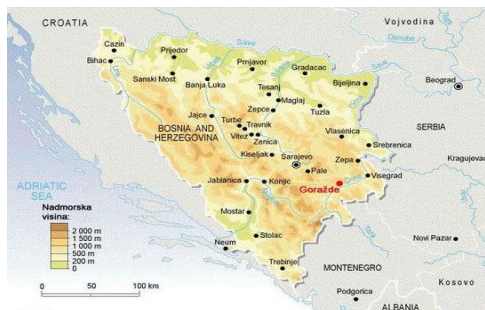 CROATIA
Vojvodina
Save
Danube
Cazin
Bihac
Prijedor
Prnjavor
Gradacac
Sanski Most
Banja Luka
Tesanj
Bijeljina
Beograd
Maglaj
Zepce
Tuzla
Jajce
Turbe
Travnik
BOSNIA AND
HERZEGOVINA
Vitez
Zenica
Vlasenica
SERBIA
Srebrenica
Kiseljak
Sarajevo
Zepa
Kragujevac
Pale
Visegrad
Jablanica
Konjic
Goražde
ADRIATIC
SEA
Nadmorska
visina:
2 000 m
1 500 m
1 000 m
500 m
200 m
0
Mostar
Neum
Stolac
Novi Pazar
Trebinje
MONTENEGRO
Kosovo
0 50 100 km
Podgorica
ALBANIA